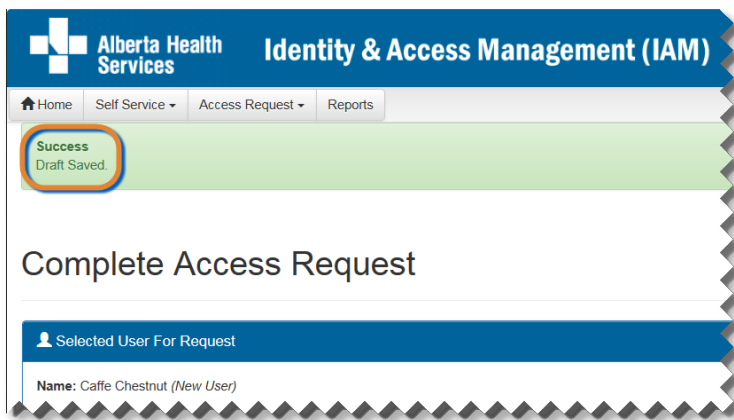 Alberta Health
Services
Identity & Access Management (IAM)
Home Self Service Access Request Reports
Success
Draft Saved.
Complete Access Request
Selected User For Request
Name: Caffe Chestnut (New User)